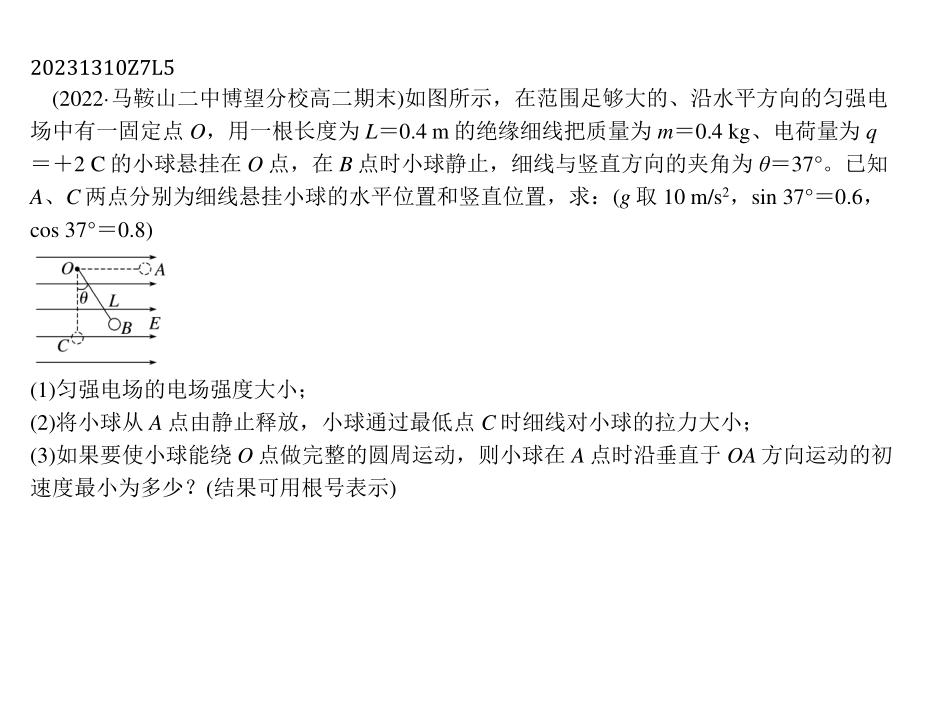 20231310Z7L5
(2022·马鞍山二中博望分校高二期末)如图所示，在范围足够大的、沿水平方向的匀强电
场中有一固定点 O，用一根长度为 L＝0.4 m 的绝缘细线把质量为 m＝0.4 kg、电荷量为 q
＝＋2 C 的小球悬挂在 O 点，在 B 点时小球静止，细线与竖直方向的夹角为 θ＝37°。已知
A、C 两点分别为细线悬挂小球的水平位置和竖直位置，求：(g 取 10 m/s²，sin 37°＝0.6，
cos 37°＝0.8)
O A
θ L
B E
C
(1)匀强电场的电场强度大小；
(2)将小球从 A 点由静止释放，小球通过最低点 C 时细线对小球的拉力大小；
(3)如果要使小球能绕 O 点做完整的圆周运动，则小球在 A 点时沿垂直于 OA 方向运动的初
速度最小为多少？(结果可用根号表示)